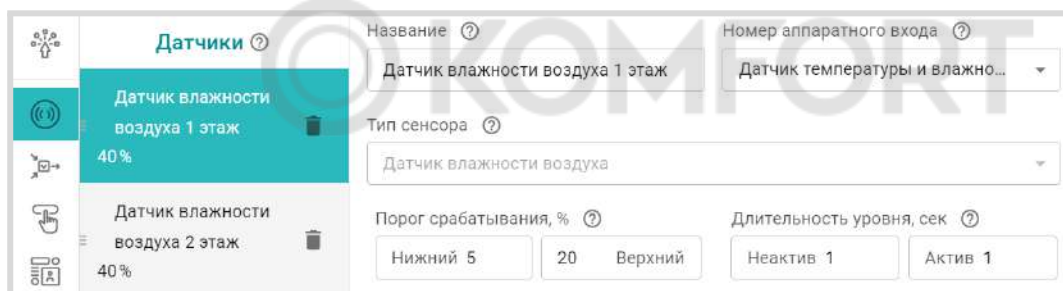 KOMFORT
Датчики
Датчик влажности
воздуха 1 этаж
40%
Датчик влажности
воздуха 2 этаж
40%
Название
Номер аппаратного входа
Датчик влажности воздуха 1 этаж
Датчик температуры и влажно...
Тип сенсора
Датчик влажности воздуха
Порог срабатывания, %
Длительность уровня, сек
Нижний 5
20 Верхний
Неактив 1
Актив 1